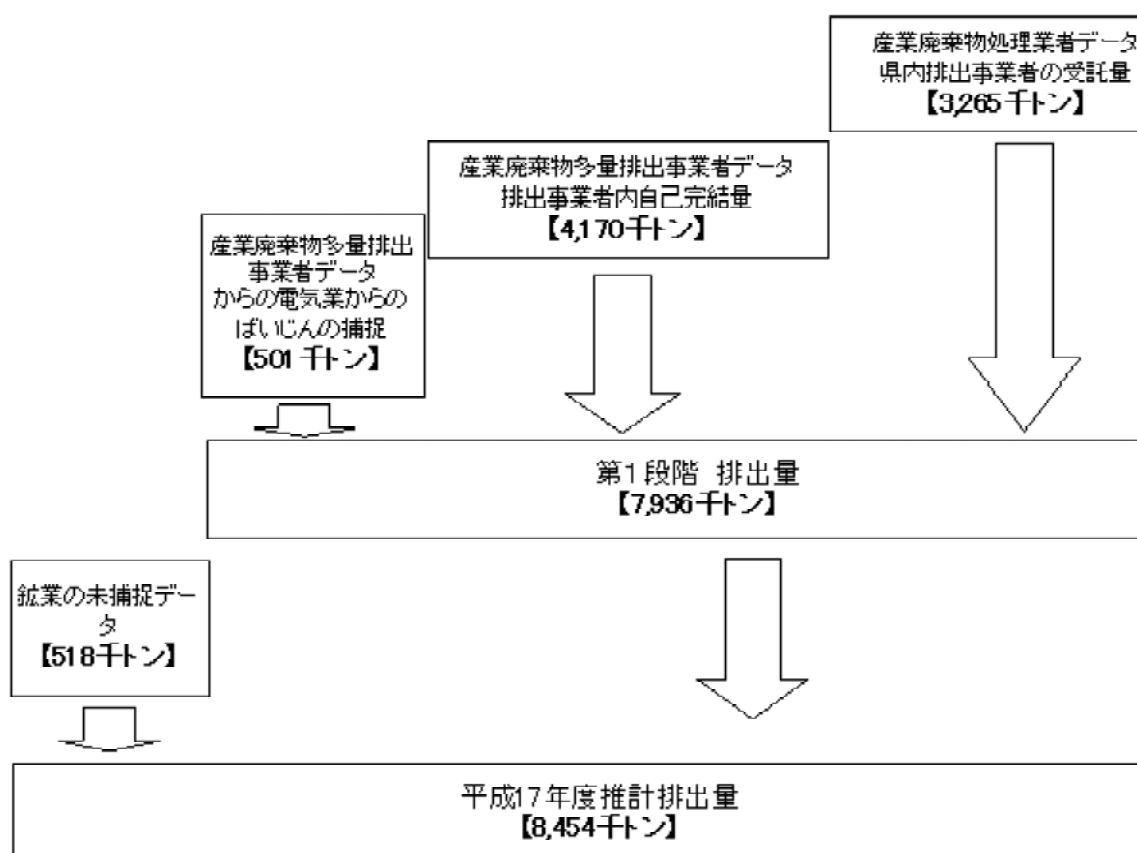 産業廃棄物処理業者データ
県内排出事業者の受託量
【3,265千トン】
産業廃棄物多量排出事業者データ
排出事業者内自己完結量
【4,170千トン】
産業廃棄物多量排出
事業者データ
からの電気業からの
ばいじんの捕捉
【501千トン】
第1段階 排出量
【7,936千トン】
鉱業の未捕捉デー
タ
【518千トン】
平成17年度推計排出量
【8,454千トン】